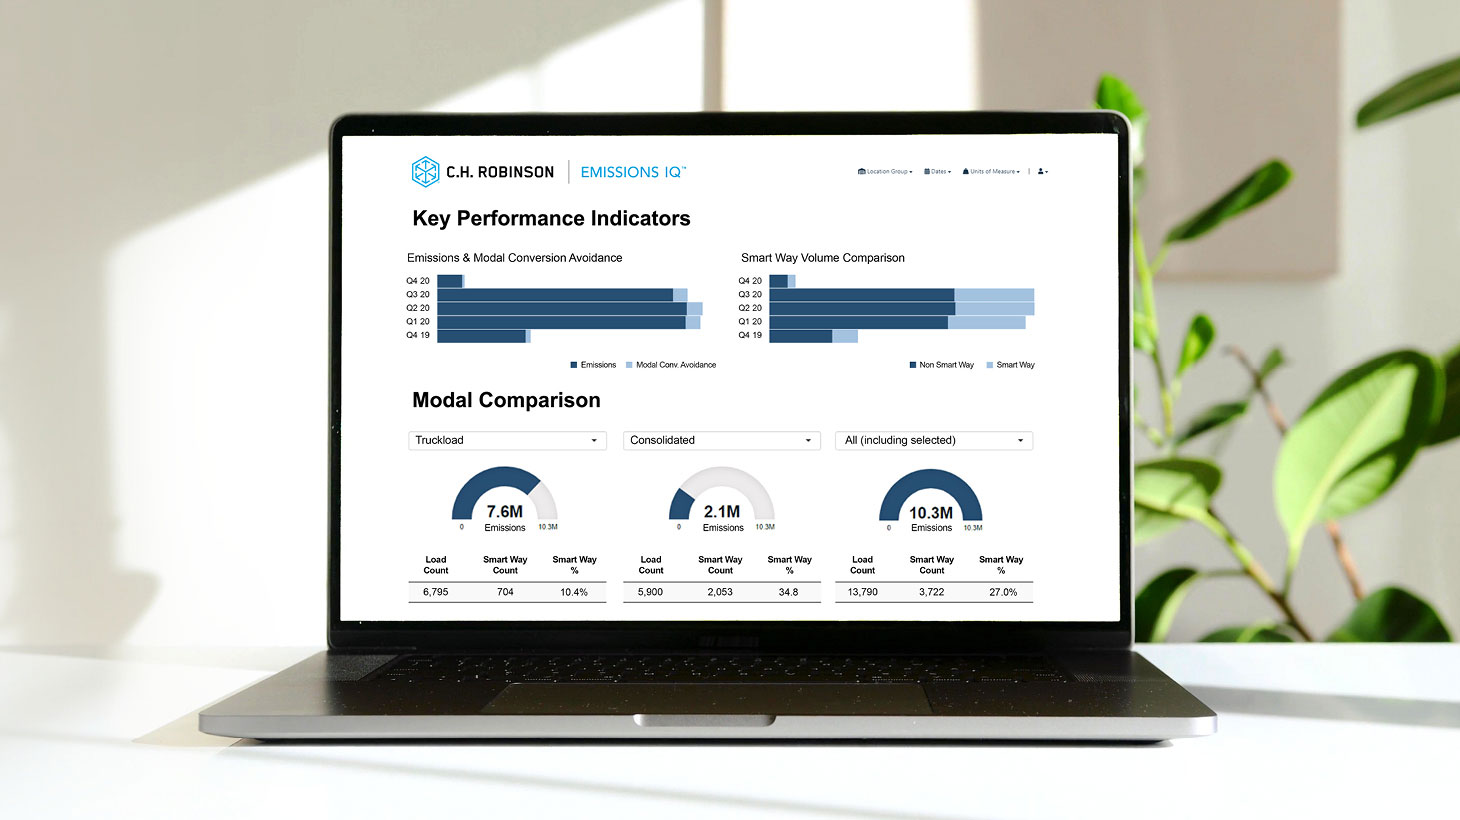 C.H. ROBINSON | EMISSIONS IQ™
Location Group Dates Units of Measure |
Key Performance Indicators
Emissions & Modal Conversion Avoidance
Q4 20
Q3 20
Q2 20
Q1 20
Q4 19
Emissions Modal Conv. Avoidance
Smart Way Volume Comparison
Q4 20
Q3 20
Q2 20
Q1 20
Q4 19
Non Smart Way Smart Way
Modal Comparison
Truckload
7.6M
0 Emissions 10.3M
Load Smart Way Smart Way
Count Count %
6,795 704 10.4%
Consolidated
2.1M
0 Emissions 10.3M
Load Smart Way Smart Way
Count Count %
5,900 2,053 34.8
All (including selected)
10.3M
0 Emissions 10.3M
Load Smart Way Smart Way
Count Count %
13,790 3,722 27.0%